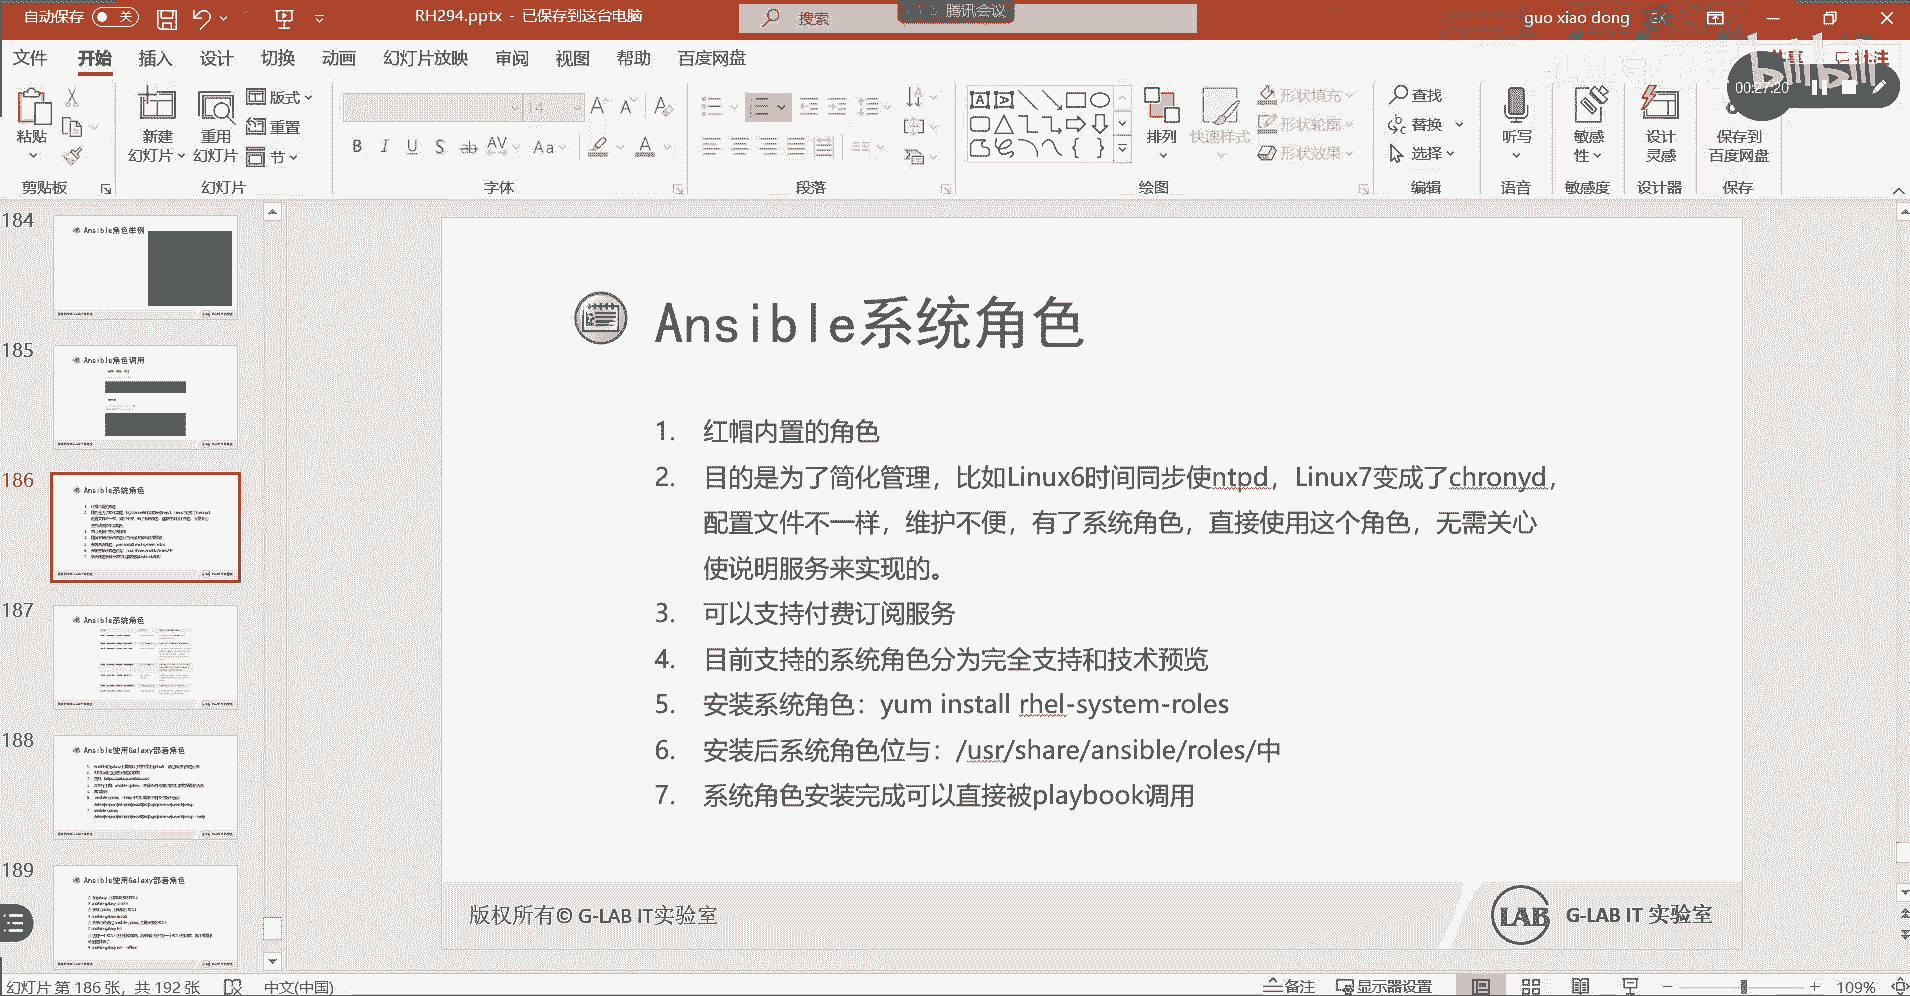 自动保存 关
RH294.pptx - 已保存到这台电脑
搜索
腾讯会议
guo xiao dong
文件 开始 插入 设计 切换 动画 幻灯片放映 审阅 视图 帮助 百度网盘
bilibili
00:27:20
粘贴
新建
幻灯片
重用
幻灯片
版式
重置
节
14
B I U S ab AV Aa
A
排列
快速样式
形状填充
形状轮廓
形状效果
查找
替换
选择
听写
敏感
性
设计
灵感
保存到
百度网盘
剪贴板 幻灯片 字体 段落 绘图 编辑 语音 敏感度 设计器 保存
184
Ansible角色举例
185
Ansible角色调用
186
Ansible系统角色
187
Ansible系统角色
188
Ansible使用Galaxy部署角色
189
Ansible使用Galaxy部署角色
Ansible系统角色
1. 红帽内置的角色
2. 目的是为了简化管理，比如Linux6时间同步使ntpd，Linux7变成了chronyd，
配置文件不一样，维护不便，有了系统角色，直接使用这个角色，无需关心
使说明服务来实现的。
3. 可以支持付费订阅服务
4. 目前支持的系统角色分为完全支持和技术预览
5. 安装系统角色：yum install rhel-system-roles
6. 安装后系统角色位与：/usr/share/ansible/roles/中
7. 系统角色安装完成可以直接被playbook调用
版权所有© G-LAB IT实验室
LAB G-LAB IT 实验室
幻灯片 第 186 张，共 192 张 中文(中国)
备注 显示器设置 109%